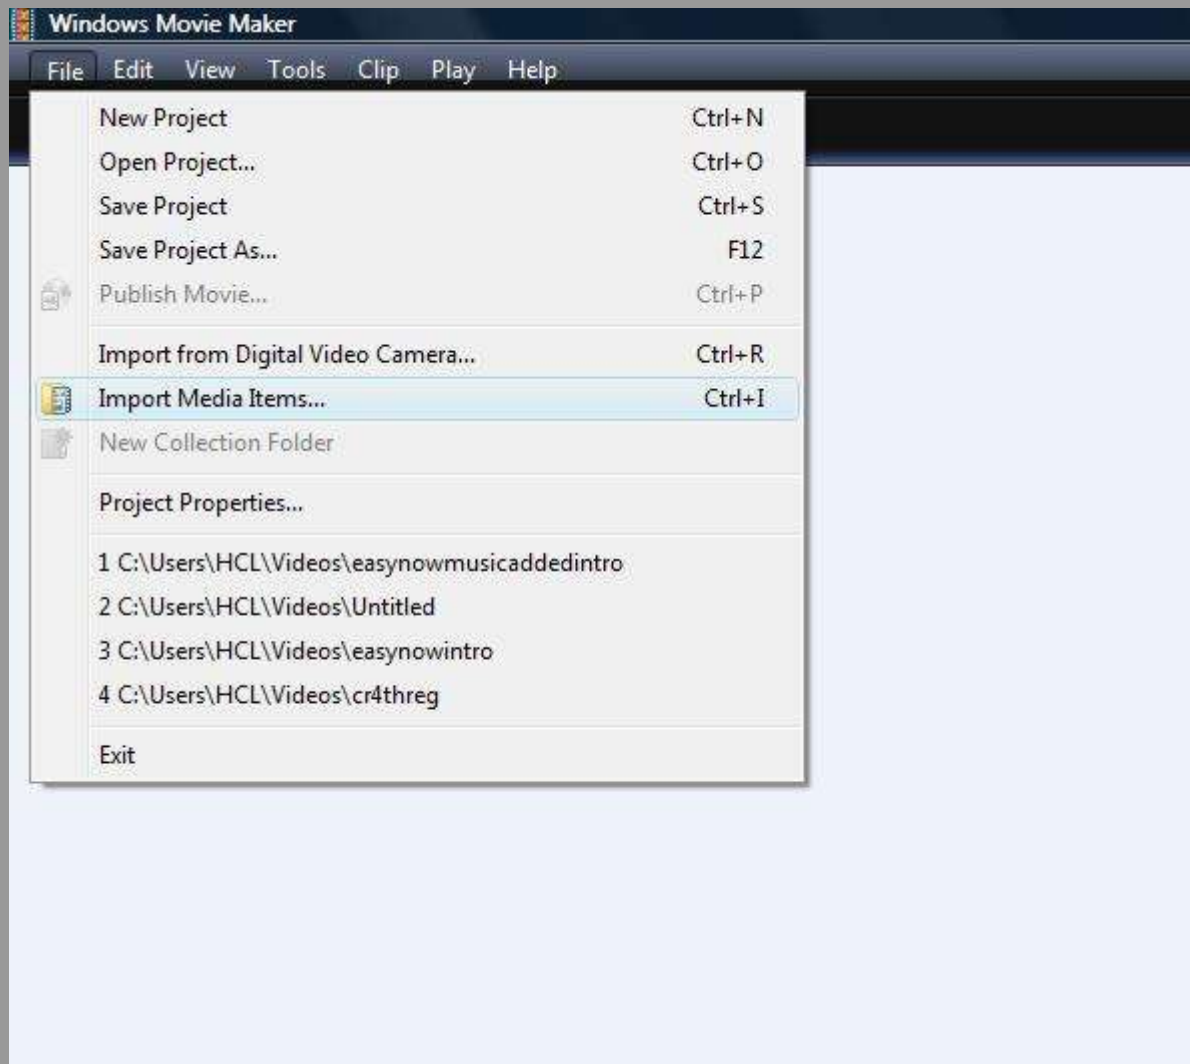 Windows Movie Maker
File Edit View Tools Clip Play Help
New Project Ctrl+N
Open Project... Ctrl+O
Save Project Ctrl+S
Save Project As... F12
Publish Movie... Ctrl+P
Import from Digital Video Camera... Ctrl+R
Import Media Items... Ctrl+I
New Collection Folder
Project Properties...
1 C:\Users\HCL\Videos\easynowmusicaddedintro
2 C:\Users\HCL\Videos\Untitled
3 C:\Users\HCL\Videos\easynowintro
4 C:\Users\HCL\Videos\cr4threg
Exit